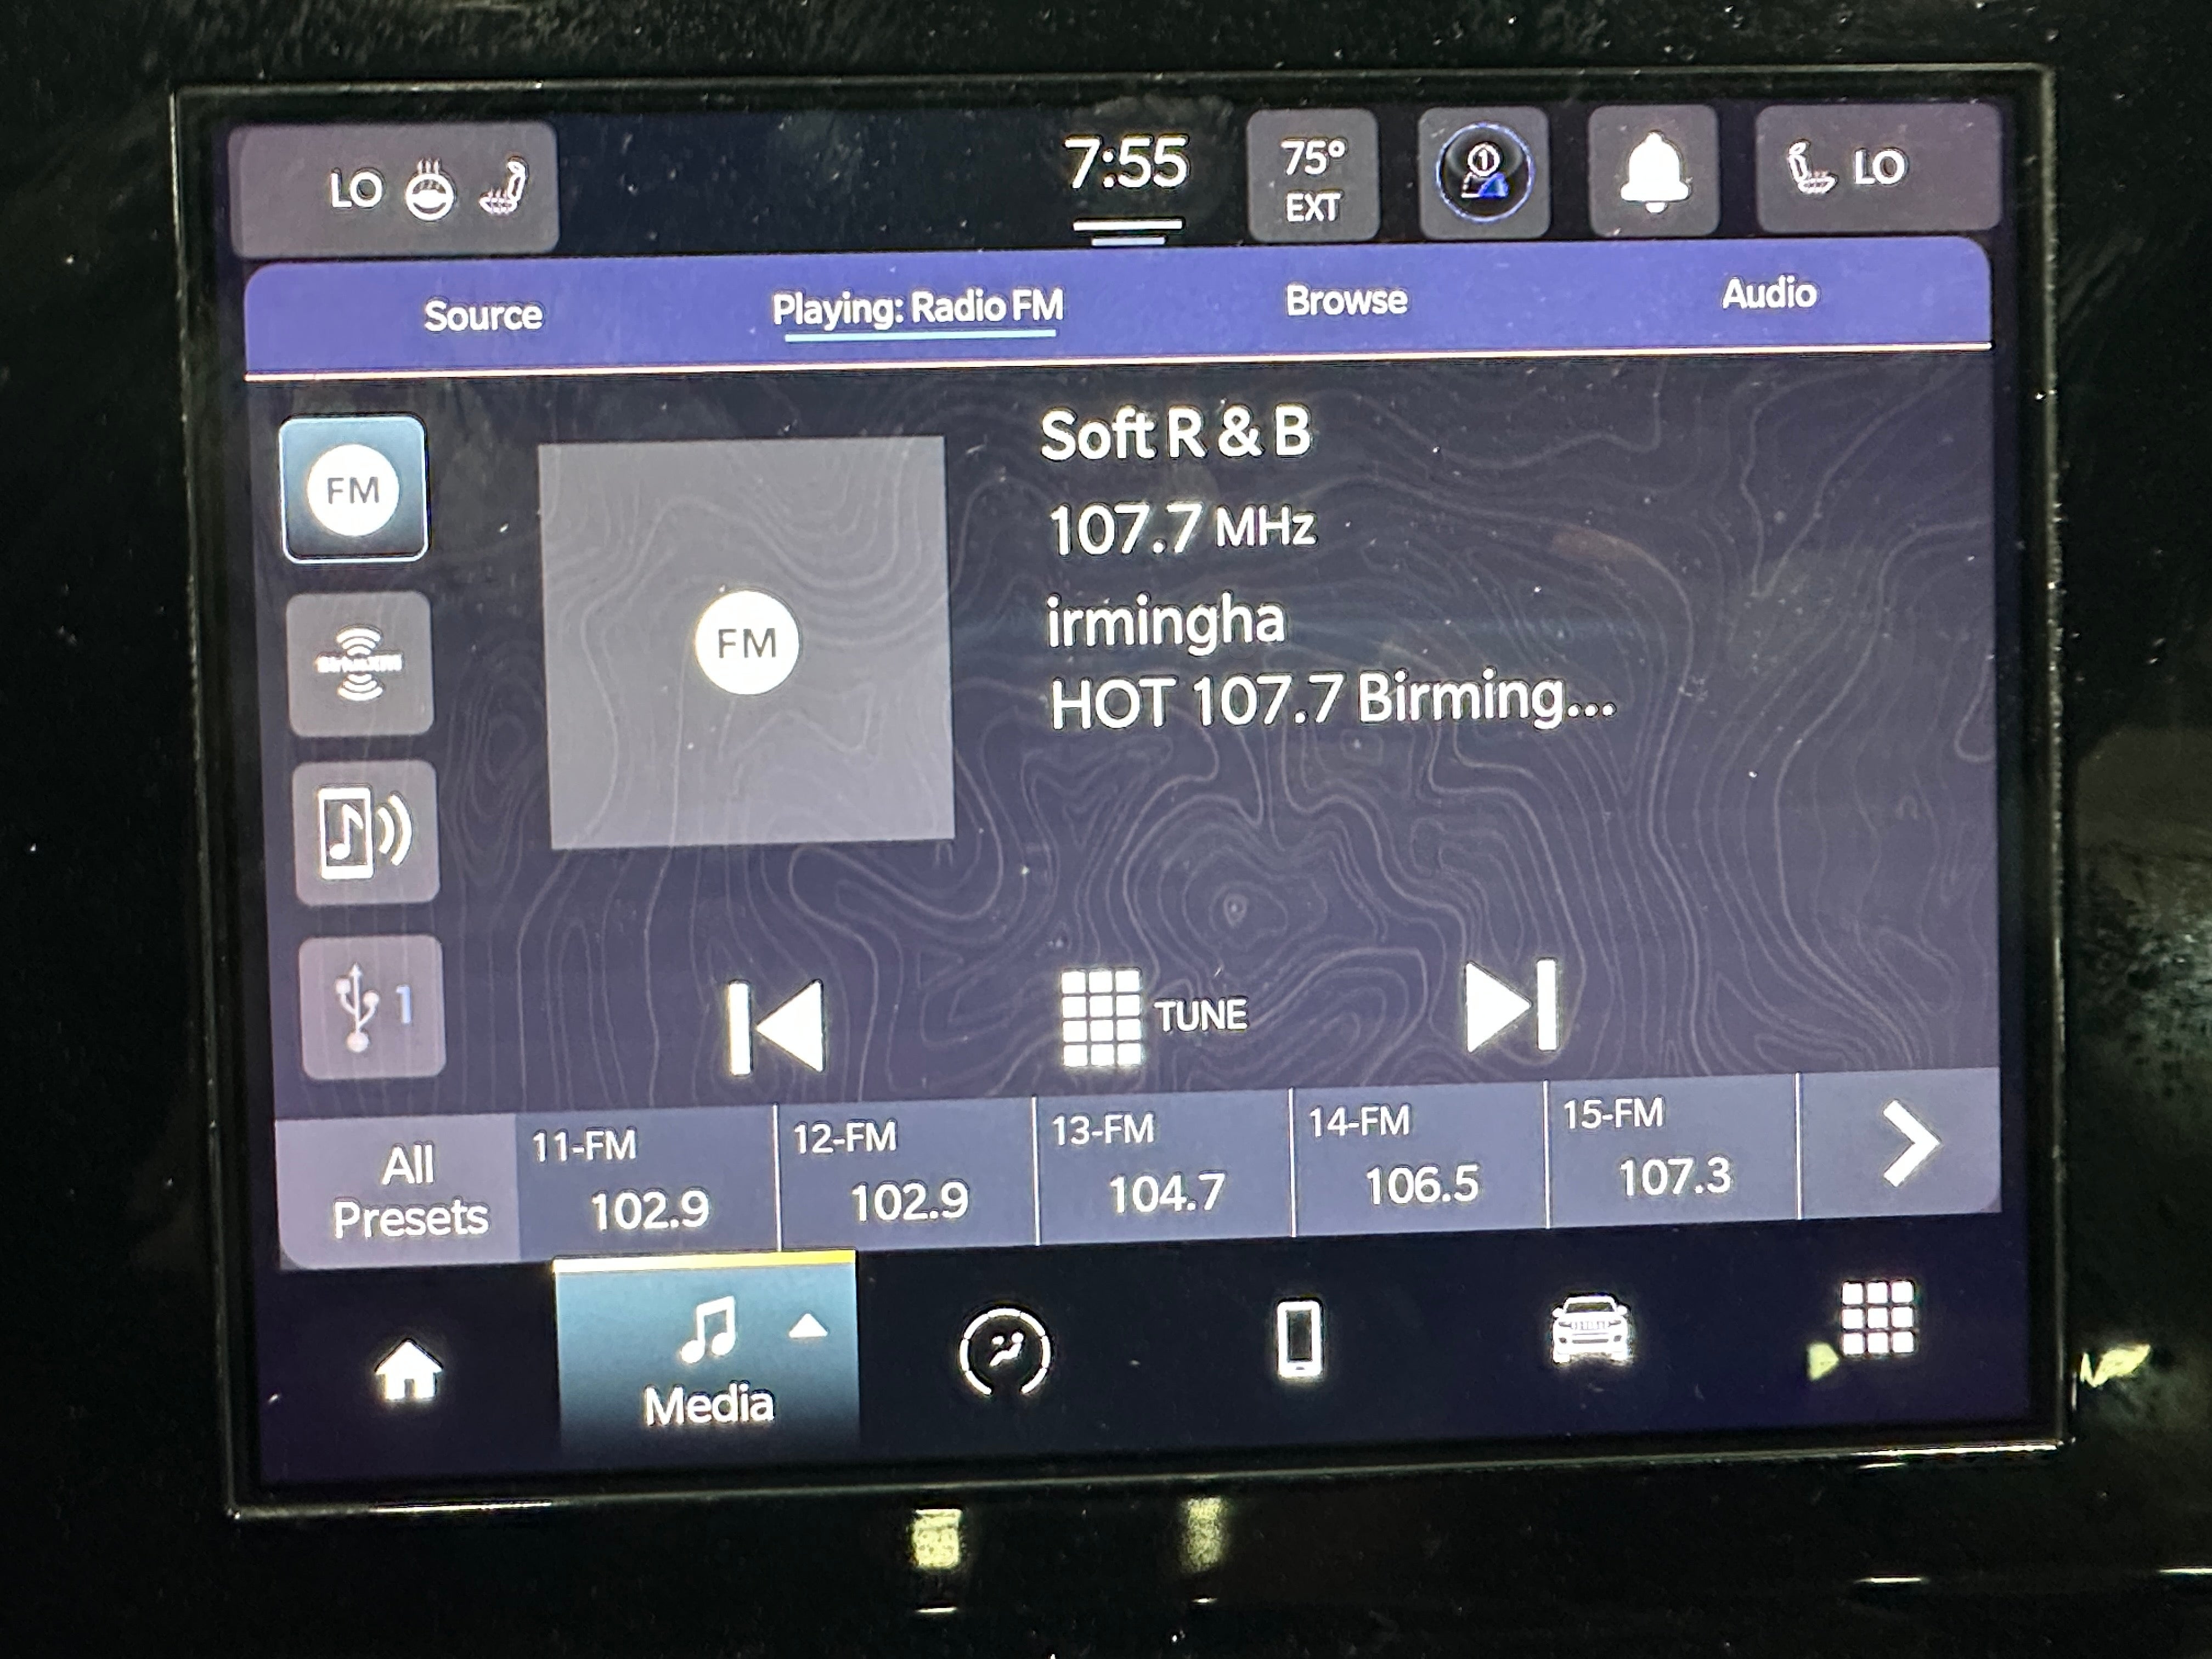 LO
7:55
75°
EXT
1
LO
Source
Playing: Radio FM
Browse
Audio
FM
Soft R & B
107.7 MHz
FM
irmingha
HOT 107.7 Birming...
SiriusXM
1
TUNE
All
Presets
11-FM
102.9
12-FM
102.9
13-FM
104.7
14-FM
106.5
15-FM
107.3
Media